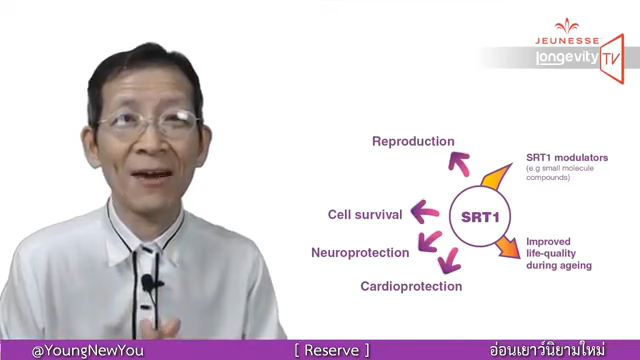 JEUNESSE
longevity
TV
Reproduction
SRT1 modulators
(e.g small molecule
compounds)
Cell survival
SRT1
Neuroprotection
Improved
life-quality
during ageing
Cardioprotection
@YoungNewYou
[ Reserve ]
อ่อนเยาว์นิยามใหม่